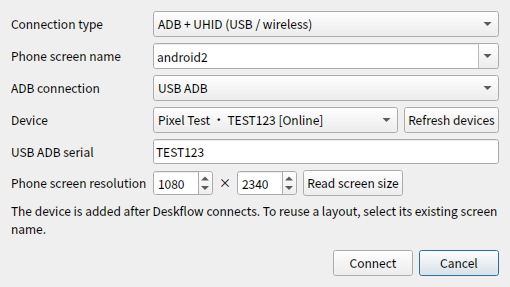 Connection type ADB + UHID (USB / wireless)
Phone screen name android2
ADB connection USB ADB
Device Pixel Test · TEST123 [Online] Refresh devices
USB ADB serial TEST123
Phone screen resolution 1080 × 2340 Read screen size
The device is added after Deskflow connects. To reuse a layout, select its existing screen
name.
Connect Cancel